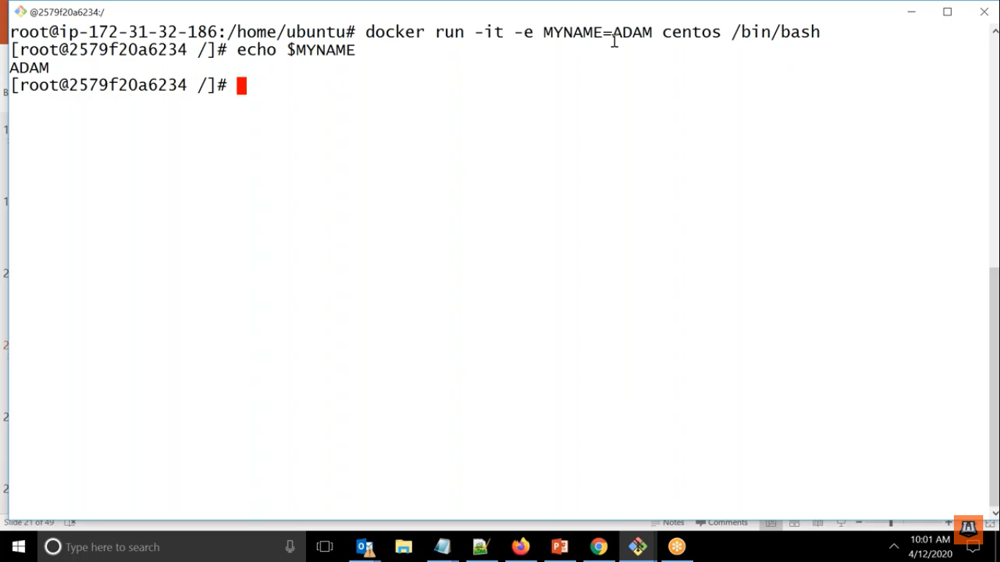 @2579f20a6234:/
root@ip-172-31-32-186:/home/ubuntu# docker run -it -e MYNAME=ADAM centos /bin/bash
[root@2579f20a6234 /]# echo $MYNAME
ADAM
[root@2579f20a6234 /]#
Slide 21 of 49
Notes
Comments
Type here to search
10:01 AM
4/12/2020